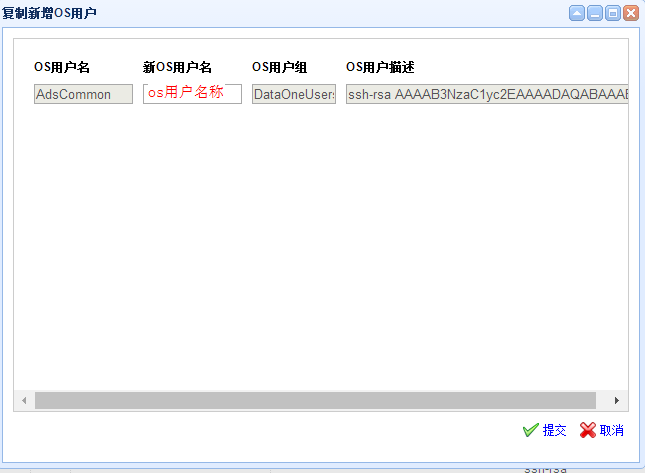 复制新增OS用户
OS用户名 新OS用户名 OS用户组 OS用户描述
AdsCommon os用户名称 DataOneUsers ssh-rsa AAAAB3NzaC1yc2EAAAADAQABAAAB
提交 取消
ssh-rsa